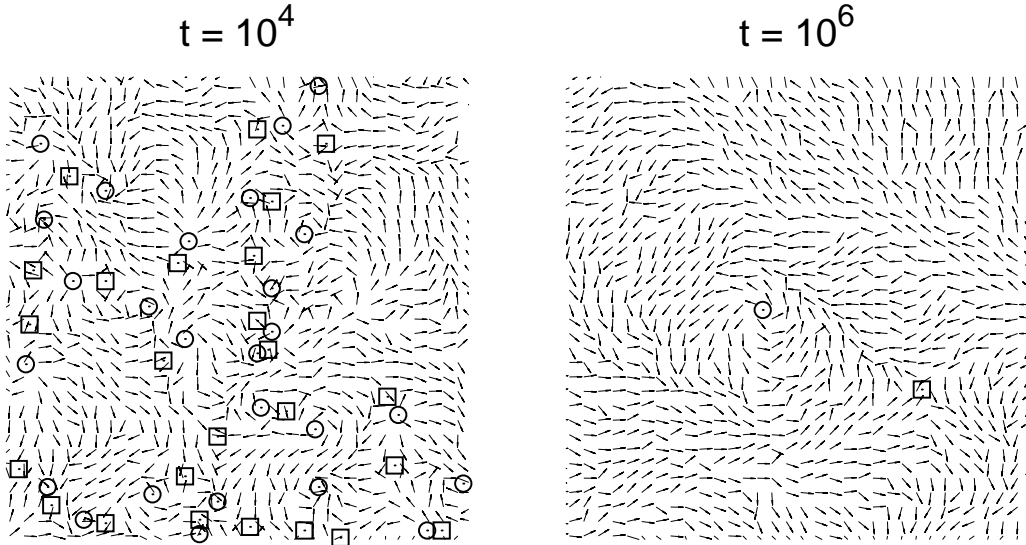 t = 10^4
t = 10^6